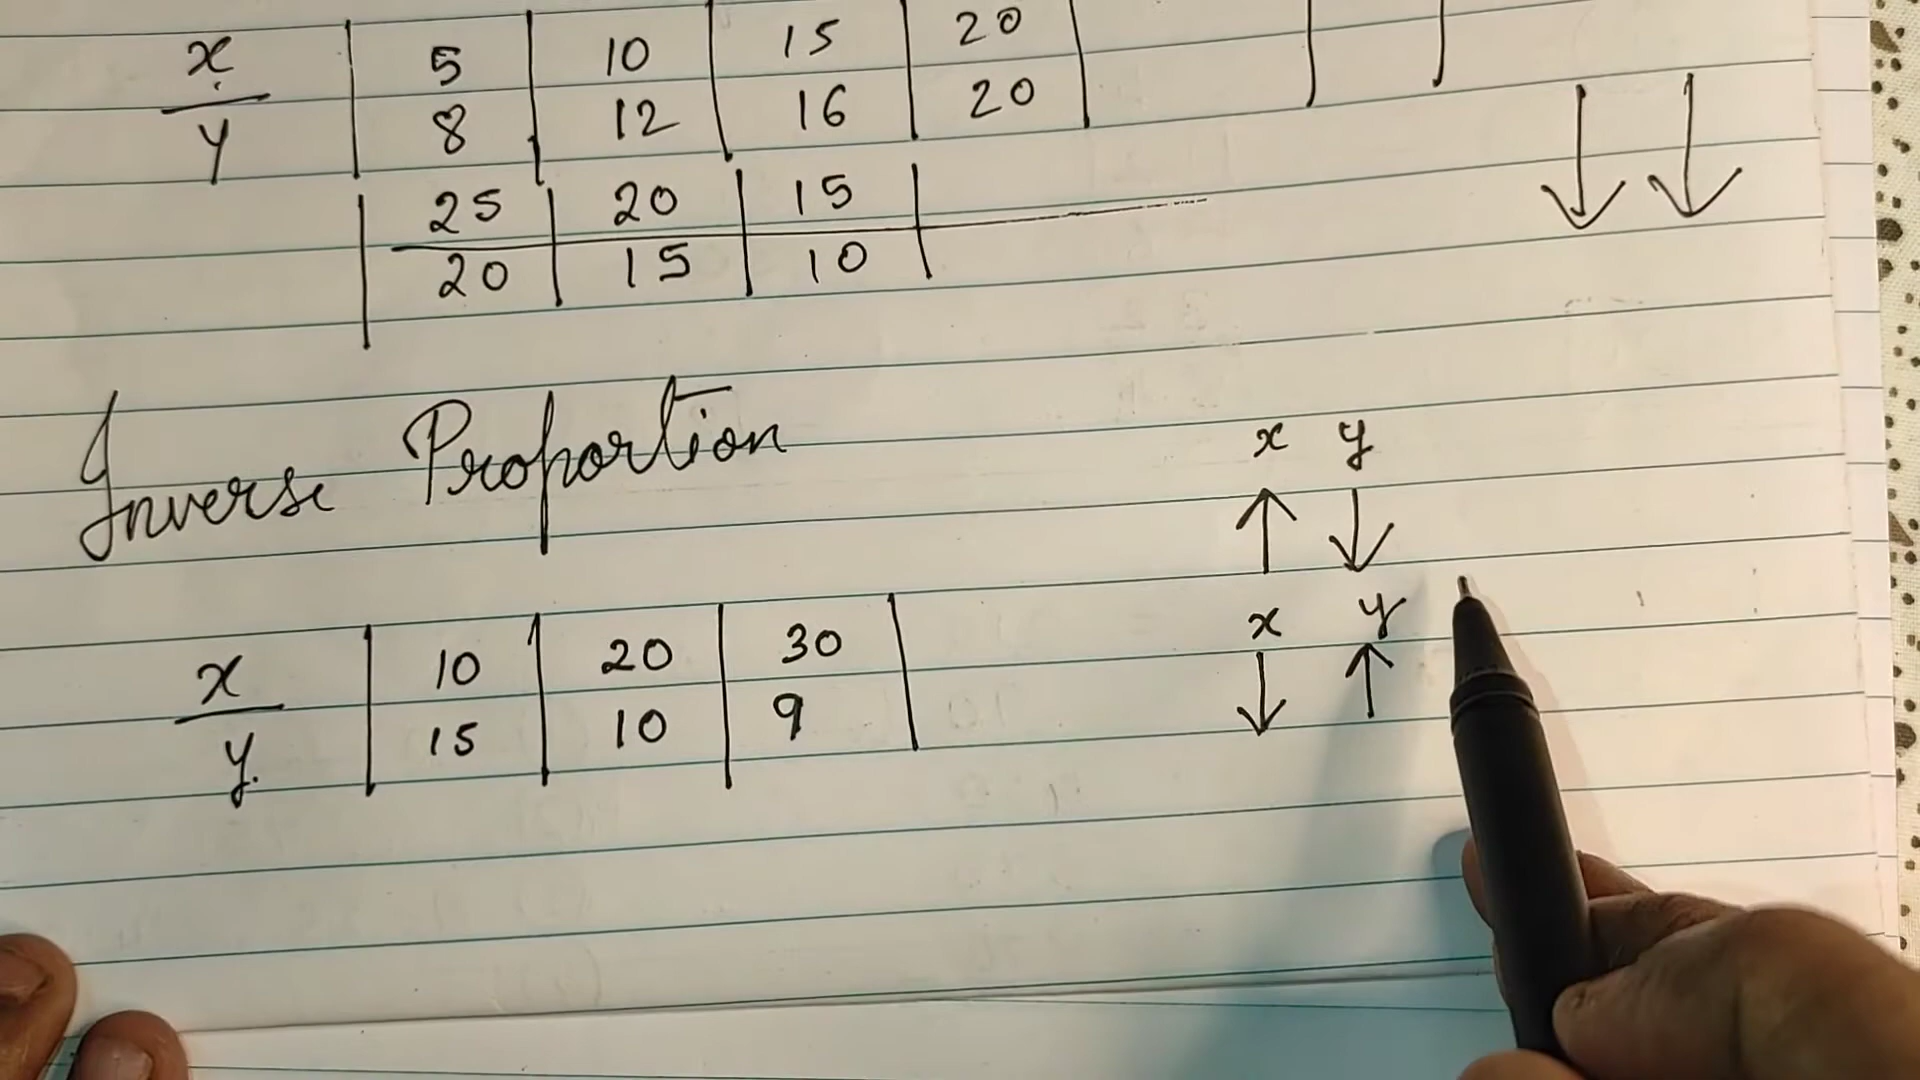 x 5 10 15 20
y 8 12 16 20
25 20 15
20 15 10
Inverse Proportion
x y
↑ ↓
x y
↓ ↑
x 10 20 30
y. 15 10 9